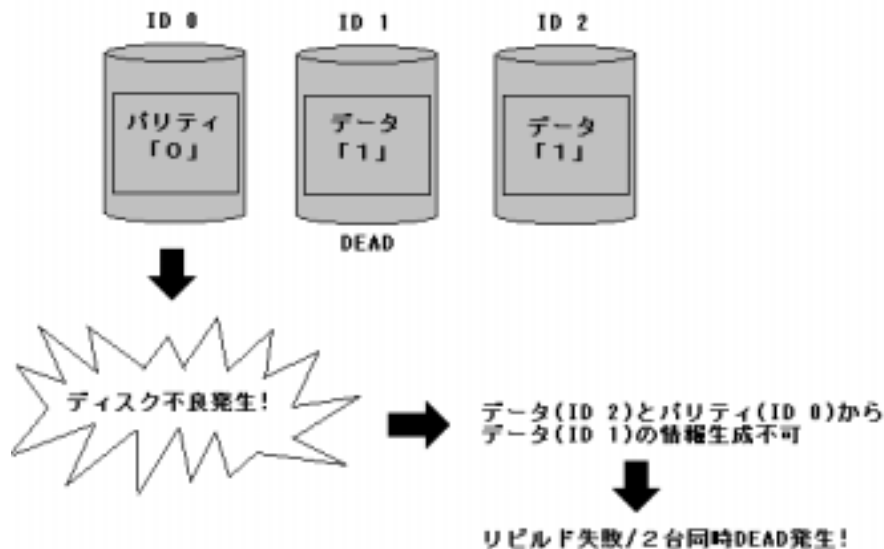 ID 0
ID 1
ID 2
パリティ
「0」
データ
「1」
データ
「1」
DEAD
ディスク不良発生!
データ(ID 2)とパリティ(ID 0)から
データ(ID 1)の情報生成不可
リビルド失敗/2台同時DEAD発生!